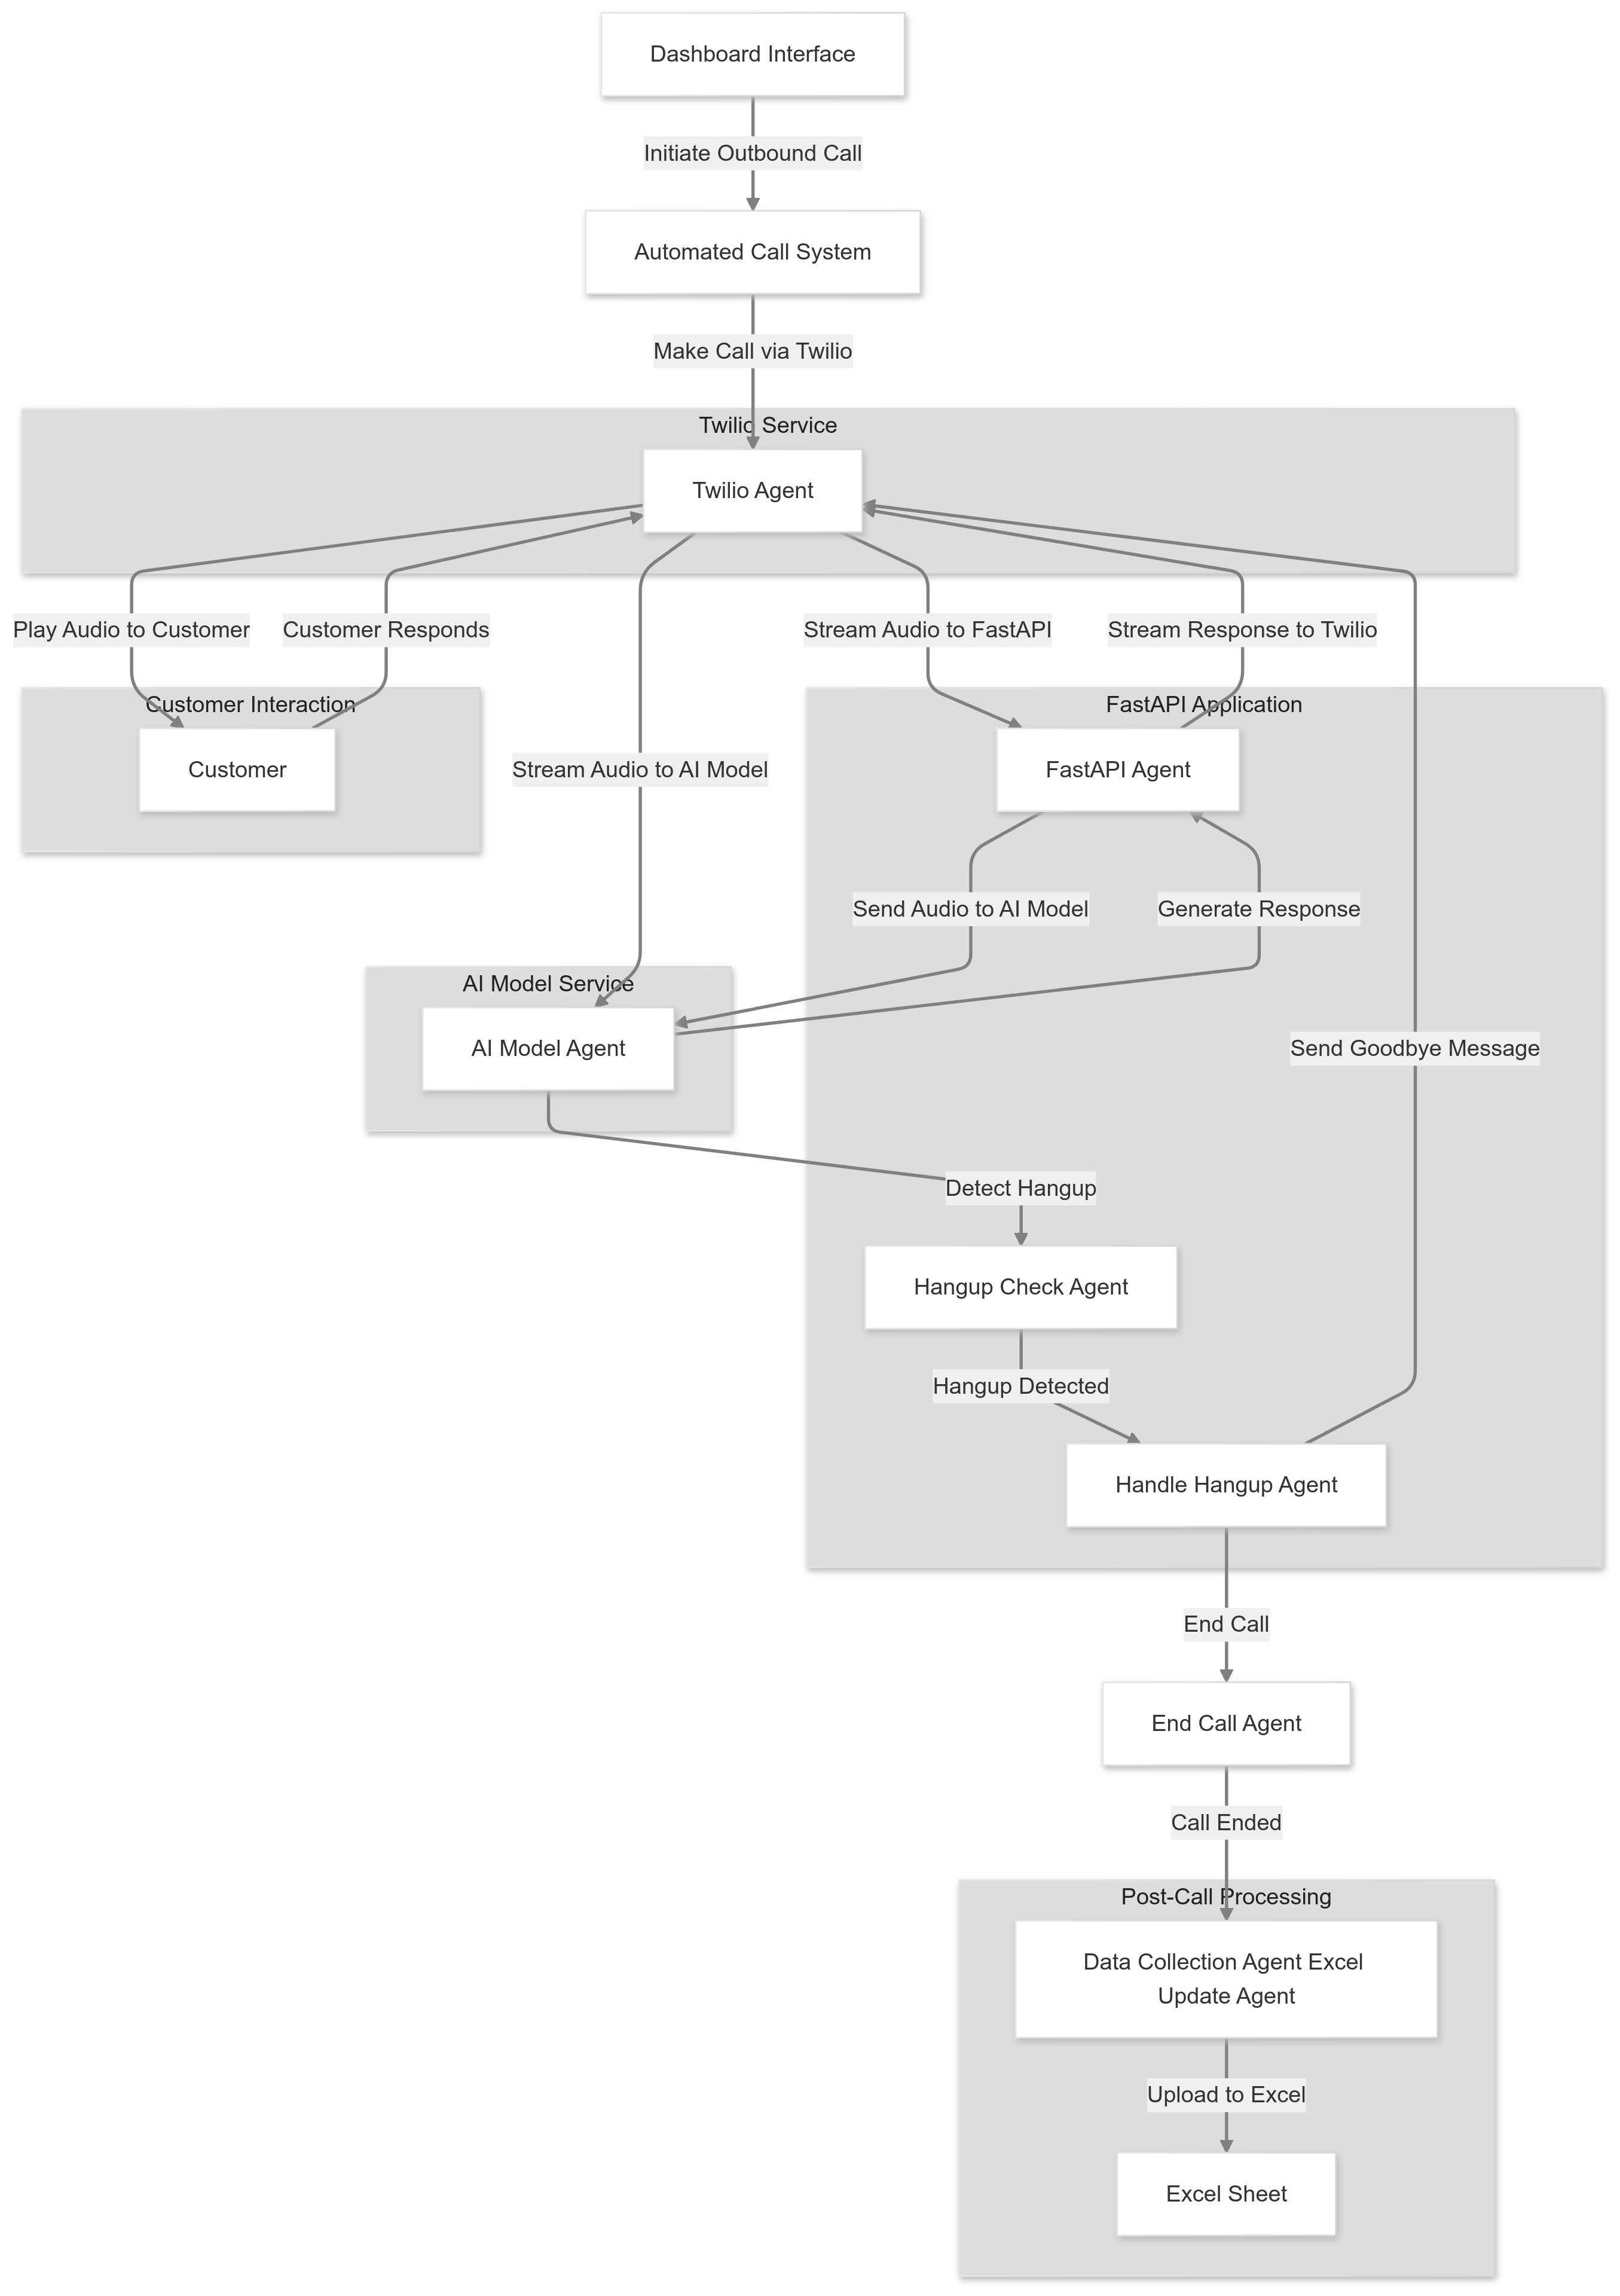 Dashboard Interface
Initiate Outbound Call
Automated Call System
Make Call via Twilio
Twilio Service
Twilio Agent
Play Audio to Customer
Customer Responds
Stream Audio to FastAPI
Stream Response to Twilio
Customer Interaction
FastAPI Application
Customer
Stream Audio to AI Model
FastAPI Agent
Send Audio to AI Model
Generate Response
AI Model Service
AI Model Agent
Send Goodbye Message
Detect Hangup
Hangup Check Agent
Hangup Detected
Handle Hangup Agent
End Call
End Call Agent
Call Ended
Post-Call Processing
Data Collection Agent Excel
Update Agent
Upload to Excel
Excel Sheet